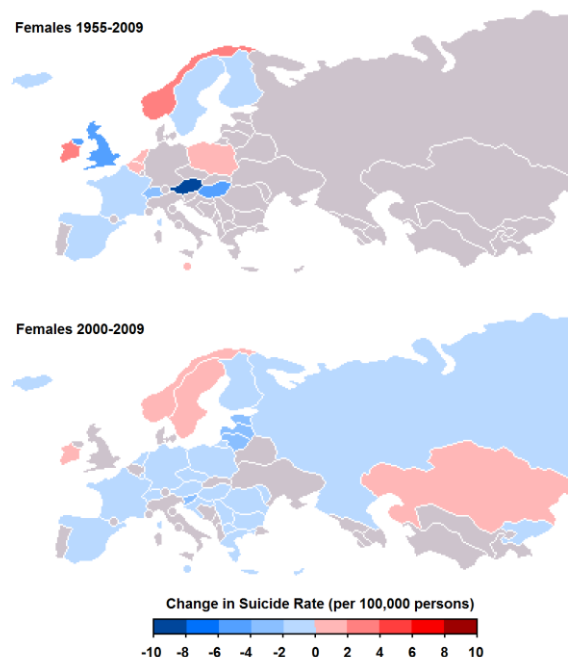 Females 1955-2009
Females 2000-2009
Change in Suicide Rate (per 100,000 persons)
-10 -8 -6 -4 -2 0 2 4 6 8 10